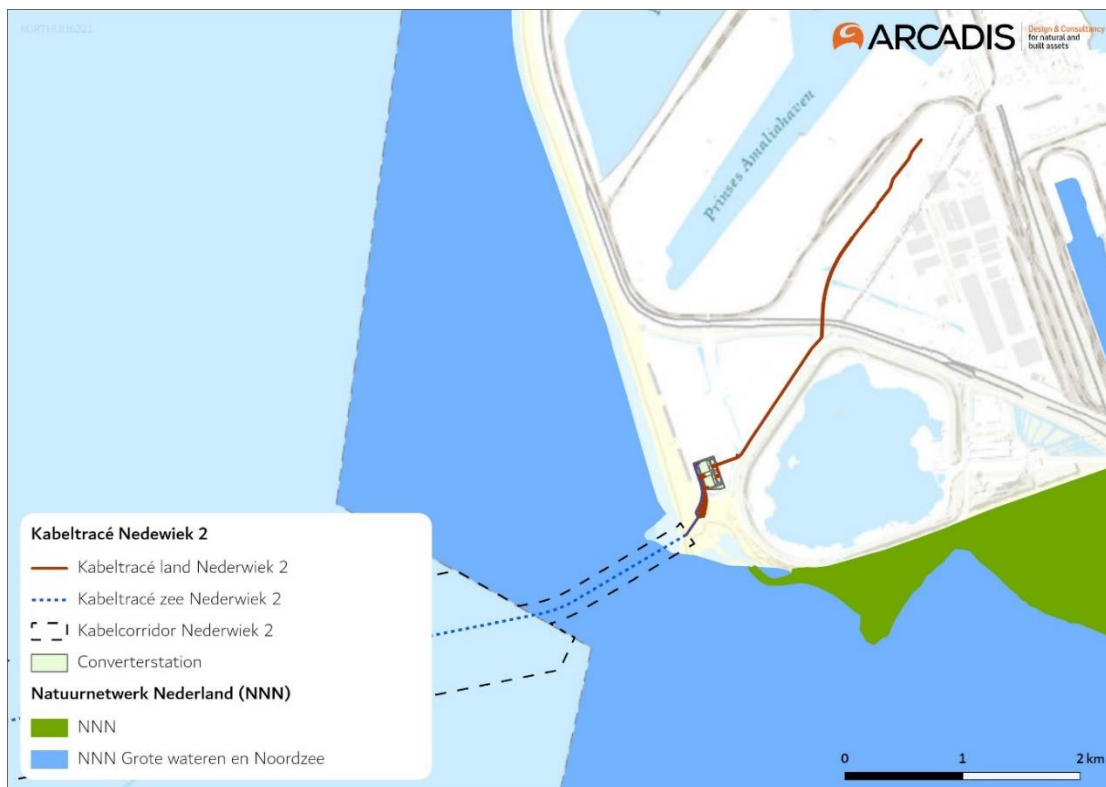 ARCADIS
Design & Consultancy
for natural and
built assets
Prinses Amaliahaven
Kabeltracé Nedewiek 2
Kabeltracé land Nederwiek 2
Kabeltracé zee Nederwiek 2
Kabelcorridor Nederwiek 2
Converterstation
Natuurnetwerk Nederland (NNN)
NNN
NNN Grote wateren en Noordzee
0 1 2 km